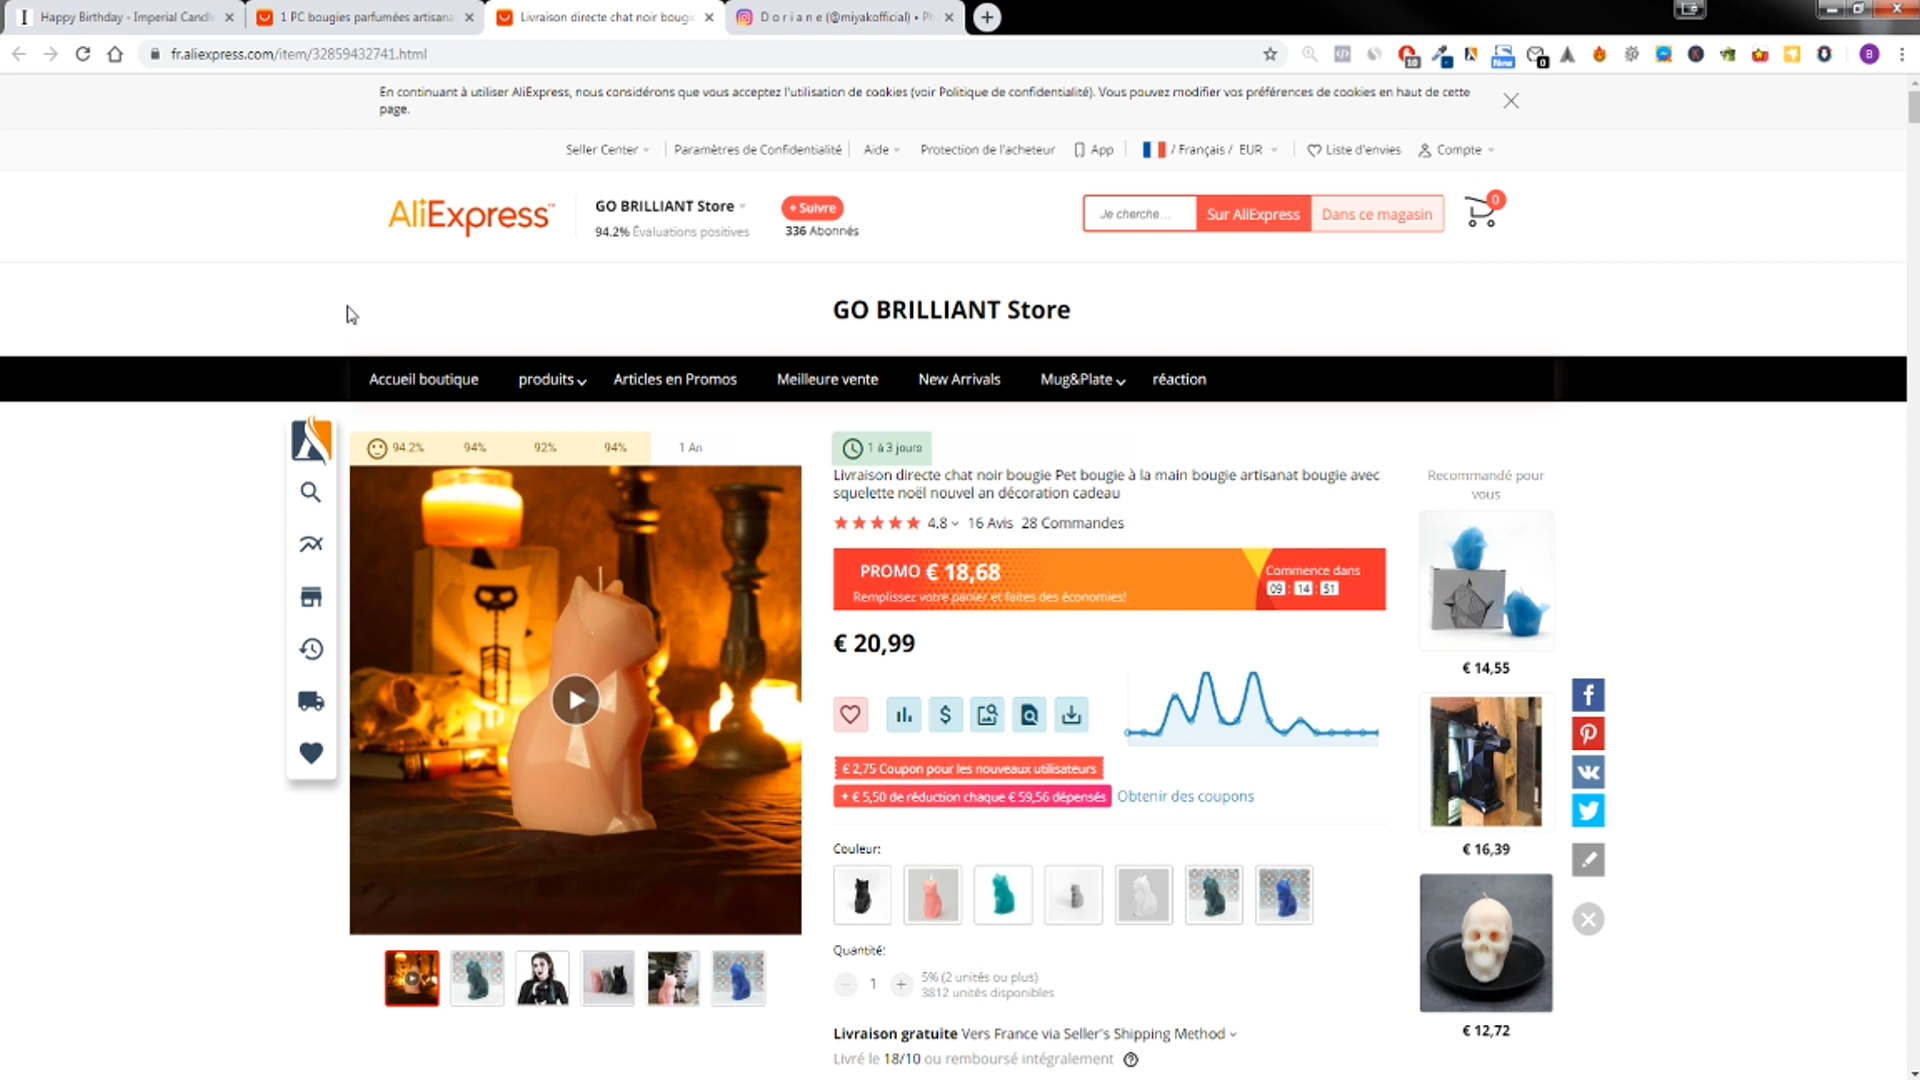 Happy Birthday - Imperial Candl
1 PC bougies parfumées artisana
Livraison directe chat noir bougi
D o r i a n e (@miyakofficial) • Ph
fr.aliexpress.com/item/32859432741.html
10
New
0
B
En continuant à utiliser AliExpress, nous considérons que vous acceptez l'utilisation de cookies (voir Politique de confidentialité). Vous pouvez modifier vos préférences de cookies en haut de cette
page.
Seller Center
Paramètres de Confidentialité
Aide
Protection de l'acheteur
App
/ Français / EUR
Liste d'envies
Compte
AliExpress™
GO BRILLIANT Store
94.2% Évaluations positives
+ Suivre
336 Abonnés
Je cherche...
Sur AliExpress
Dans ce magasin
0
GO BRILLIANT Store
Accueil boutique
produits
Articles en Promos
Meilleure vente
New Arrivals
Mug&Plate
réaction
94.2% 94% 92% 94% 1 An
1 à 3 jours
Livraison directe chat noir bougie Pet bougie à la main bougie artisanat bougie avec
squelette noël nouvel an décoration cadeau
4.8 16 Avis 28 Commandes
PROMO € 18,68
Remplissez votre panier et faites des économies!
Commence dans
09 : 14 : 51
€ 20,99
€ 2,75 Coupon pour les nouveaux utilisateurs
+ € 5,50 de réduction chaque € 59,56 dépensés
Obtenir des coupons
Couleur:
Quantité:
1
5% (2 unités ou plus)
3812 unités disponibles
Livraison gratuite Vers France via Seller's Shipping Method
Livré le 18/10 ou remboursé intégralement
Recommandé pour
vous
€ 14,55
€ 16,39
€ 12,72